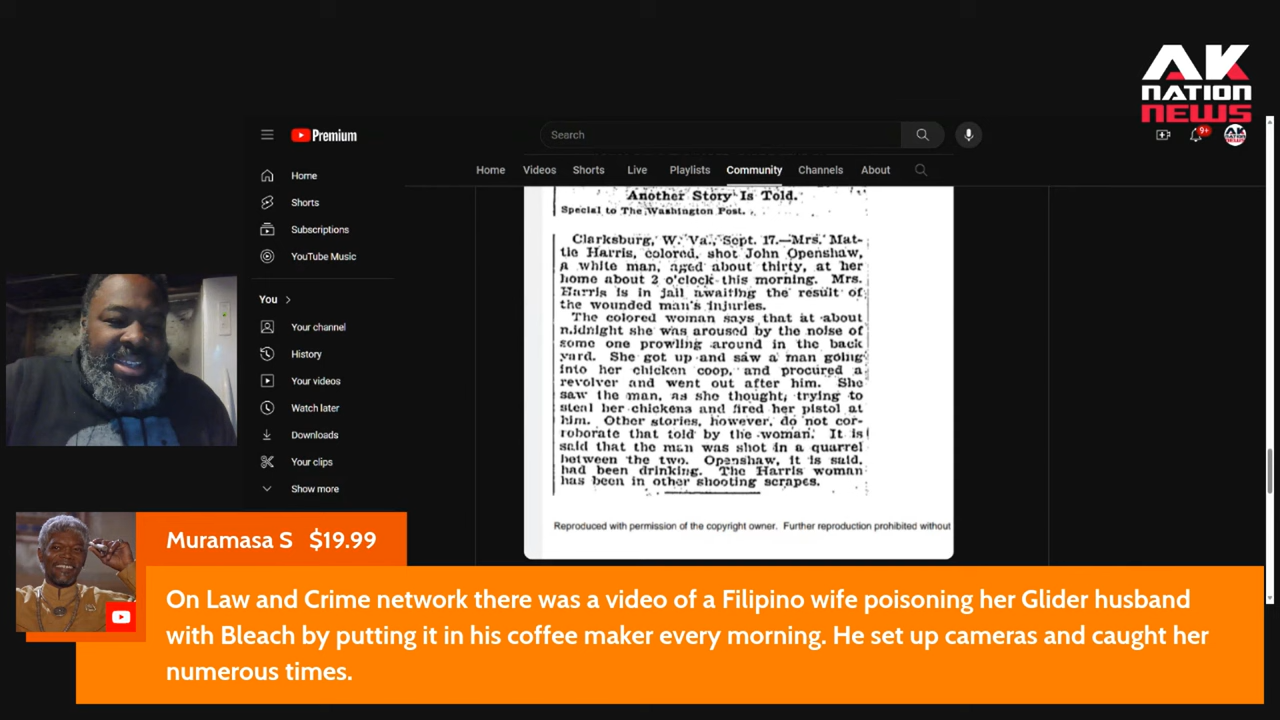 AK
NATION
NEWS
Premium
Search
9+
Home
Videos
Shorts
Live
Playlists
Community
Channels
About
Home
Shorts
Subscriptions
YouTube Music
You
Your channel
History
Your videos
Watch later
Downloads
Your clips
Show more
Another Story Is Told.
Special to The Washington Post.
Clarksburg, W. Va., Sept. 17.—Mrs. Mat-
tie Harris, colored, shot John Openshaw,
a white man, aged about thirty, at her
home about 2 o'clock this morning. Mrs.
Harris is in jail awaiting the result of
the wounded man's injuries.
The colored woman says that at about
midnight she was aroused by the noise of
some one prowling around in the back
yard. She got up and saw a man going
into her chicken coop, and procured a
revolver and went out after him. She
saw the man, as she thought, trying to
steal her chickens and fired her pistol at
him. Other stories, however, do not cor-
roborate that told by the woman. It is
said that the man was shot in a quarrel
between the two. Openshaw, it is said,
had been drinking. The Harris woman
has been in other shooting scrapes.
Reproduced with permission of the copyright owner. Further reproduction prohibited without
Muramasa S $19.99
On Law and Crime network there was a video of a Filipino wife poisoning her Glider husband
with Bleach by putting it in his coffee maker every morning. He set up cameras and caught her
numerous times.